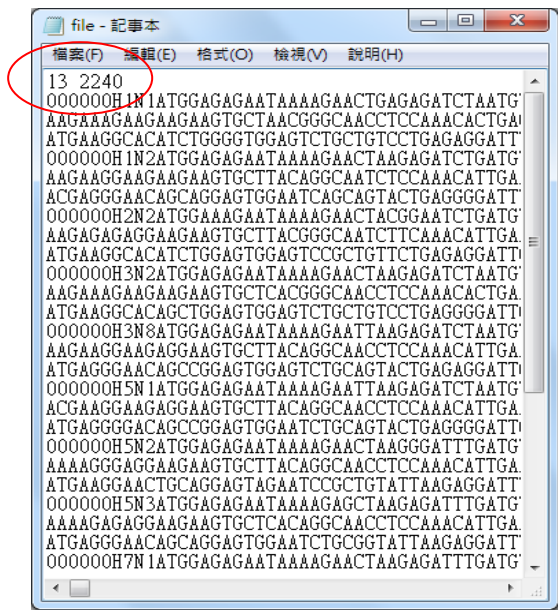 file - 記事本
檔案(F) 編輯(E) 格式(O) 檢視(V) 說明(H)
13 2240
000000H1N1ATGGAGAGAATAAAAGAACTGAGAGATCTAATG
AAGAAAGAAGAAGAAGTGCTAACGGGCAACCTCCAAACACTGA
ATGAAGGCACATCTGGGGTGGAGTCTGCTGTCCTGAGAGGATT
000000H1N2ATGGAGAGAATAAAAGAACTAAGAGATCTGATG
AAGAAGGAAGAAGAAGTGCTTACAGGCAATCTCCAAACATTGA
ACGAGGGAACAGCAGGAGTGGAATCAGCAGTACTGAGGGGATT
000000H2N2ATGGAAAGAATAAAAGAACTACGGAATCTGATG
AAGAGAGAGGAAGAAGTGCTTACGGGCAATCTTCAAACATTGA
ATGAAGGCACATCTGGAGTGGAGTCCGCTGTTCTGAGAGGATT
000000H3N2ATGGAGAGAATAAAAGAACTAAGAGATCTAATG
AAGAAAGAAGAAGAAGTGCTCACGGGCAACCTCCAAACACTGA
ATGAAGGCACAGCTGGAGTGGAGTCTGCTGTCCTGAGGGGATT
000000H3N8ATGGAGAGAATAAAAGAATTAAGAGATCTAATG
AAGAAGGAAGAGGAAGTGCTTACAGGCAACCTCCAAACATTGA
ATGAGGGAACAGCCGGAGTGGAGTCTGCAGTACTGAGAGGATT
000000H5N1ATGGAGAGAATAAAAGAATTAAGAGATCTAATG
ACGAAGGAAGAGGAAGTGCTTACAGGCAACCTCCAAACATTGA
ATGAGGGGACAGCCGGAGTGGAATCTGCAGTACTGAGGGGATT
000000H5N2ATGGAGAGAATAAAAGAACTAAGGGATTTGATG
AAAAGGGAGGAAGAAGTGCTTACAGGCAACCTCCAAACATTGA
ATGAAGGAACTGCAGGAGTAGAATCCGCTGTATTAAGAGGATT
000000H5N3ATGGAGAGAATAAAAGAGCTAAGAGATTTGATG
AAAAGAGAGGAAGAAGTGCTCACAGGCAACCTCCAAACATTGA
ATGAGGGAACAGCAGGAGTGGAATCTGCGGTATTAAGAGGATT
000000H7N1ATGGAGAGAATAAAAGAACTAAGAGATTTGATG